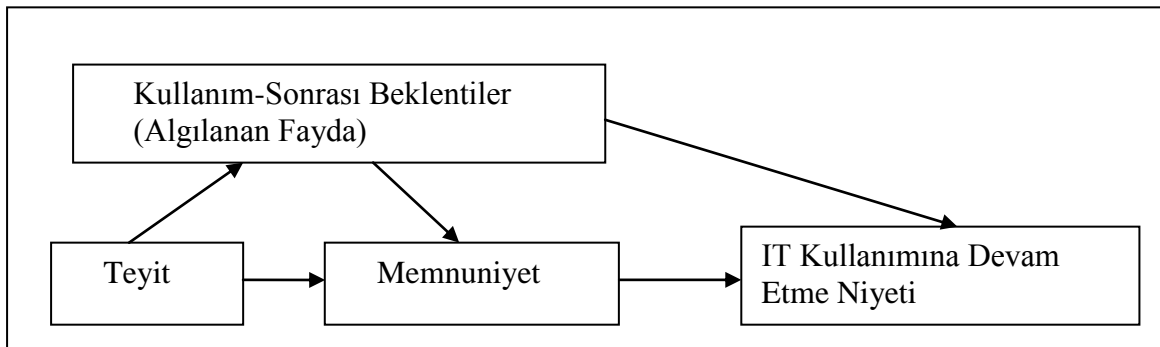 Kullanım-Sonrası Beklentiler
(Algılanan Fayda)
Teyit
Memnuniyet
IT Kullanımına Devam
Etme Niyeti